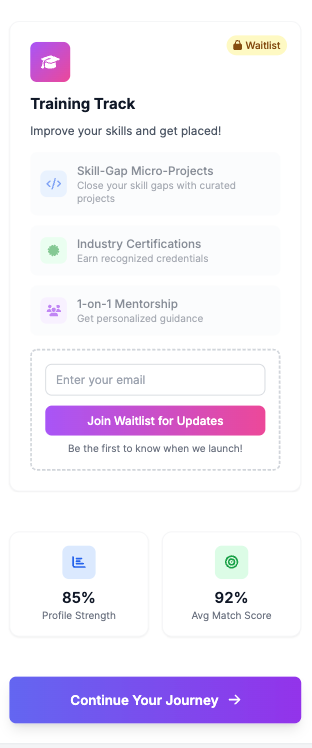 Waitlist
Training Track
Improve your skills and get placed!
Skill-Gap Micro-Projects
Close your skill gaps with curated
projects
Industry Certifications
Earn recognized credentials
1-on-1 Mentorship
Get personalized guidance
Enter your email
Join Waitlist for Updates
Be the first to know when we launch!
85%
Profile Strength
92%
Avg Match Score
Continue Your Journey →